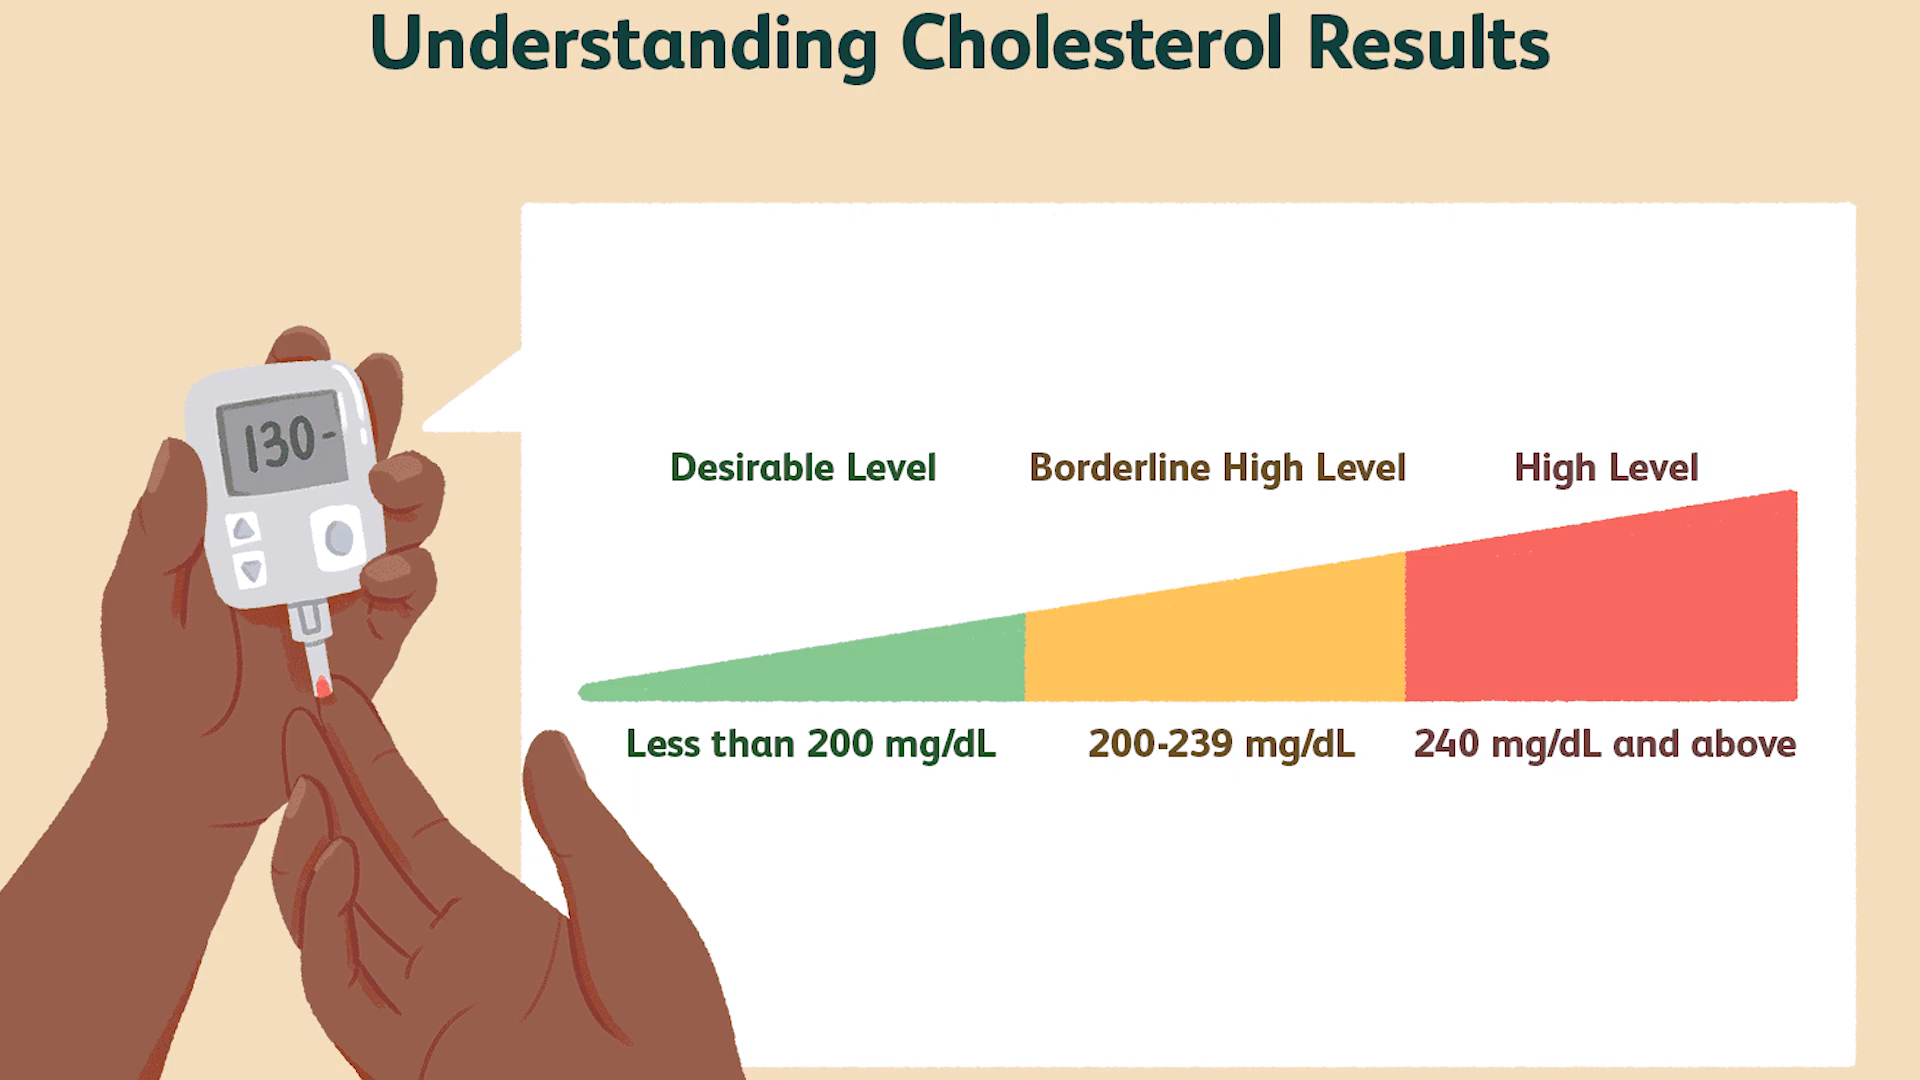 Understanding Cholesterol Results
130-
Desirable Level
Borderline High Level
High Level
Less than 200 mg/dL
200-239 mg/dL
240 mg/dL and above